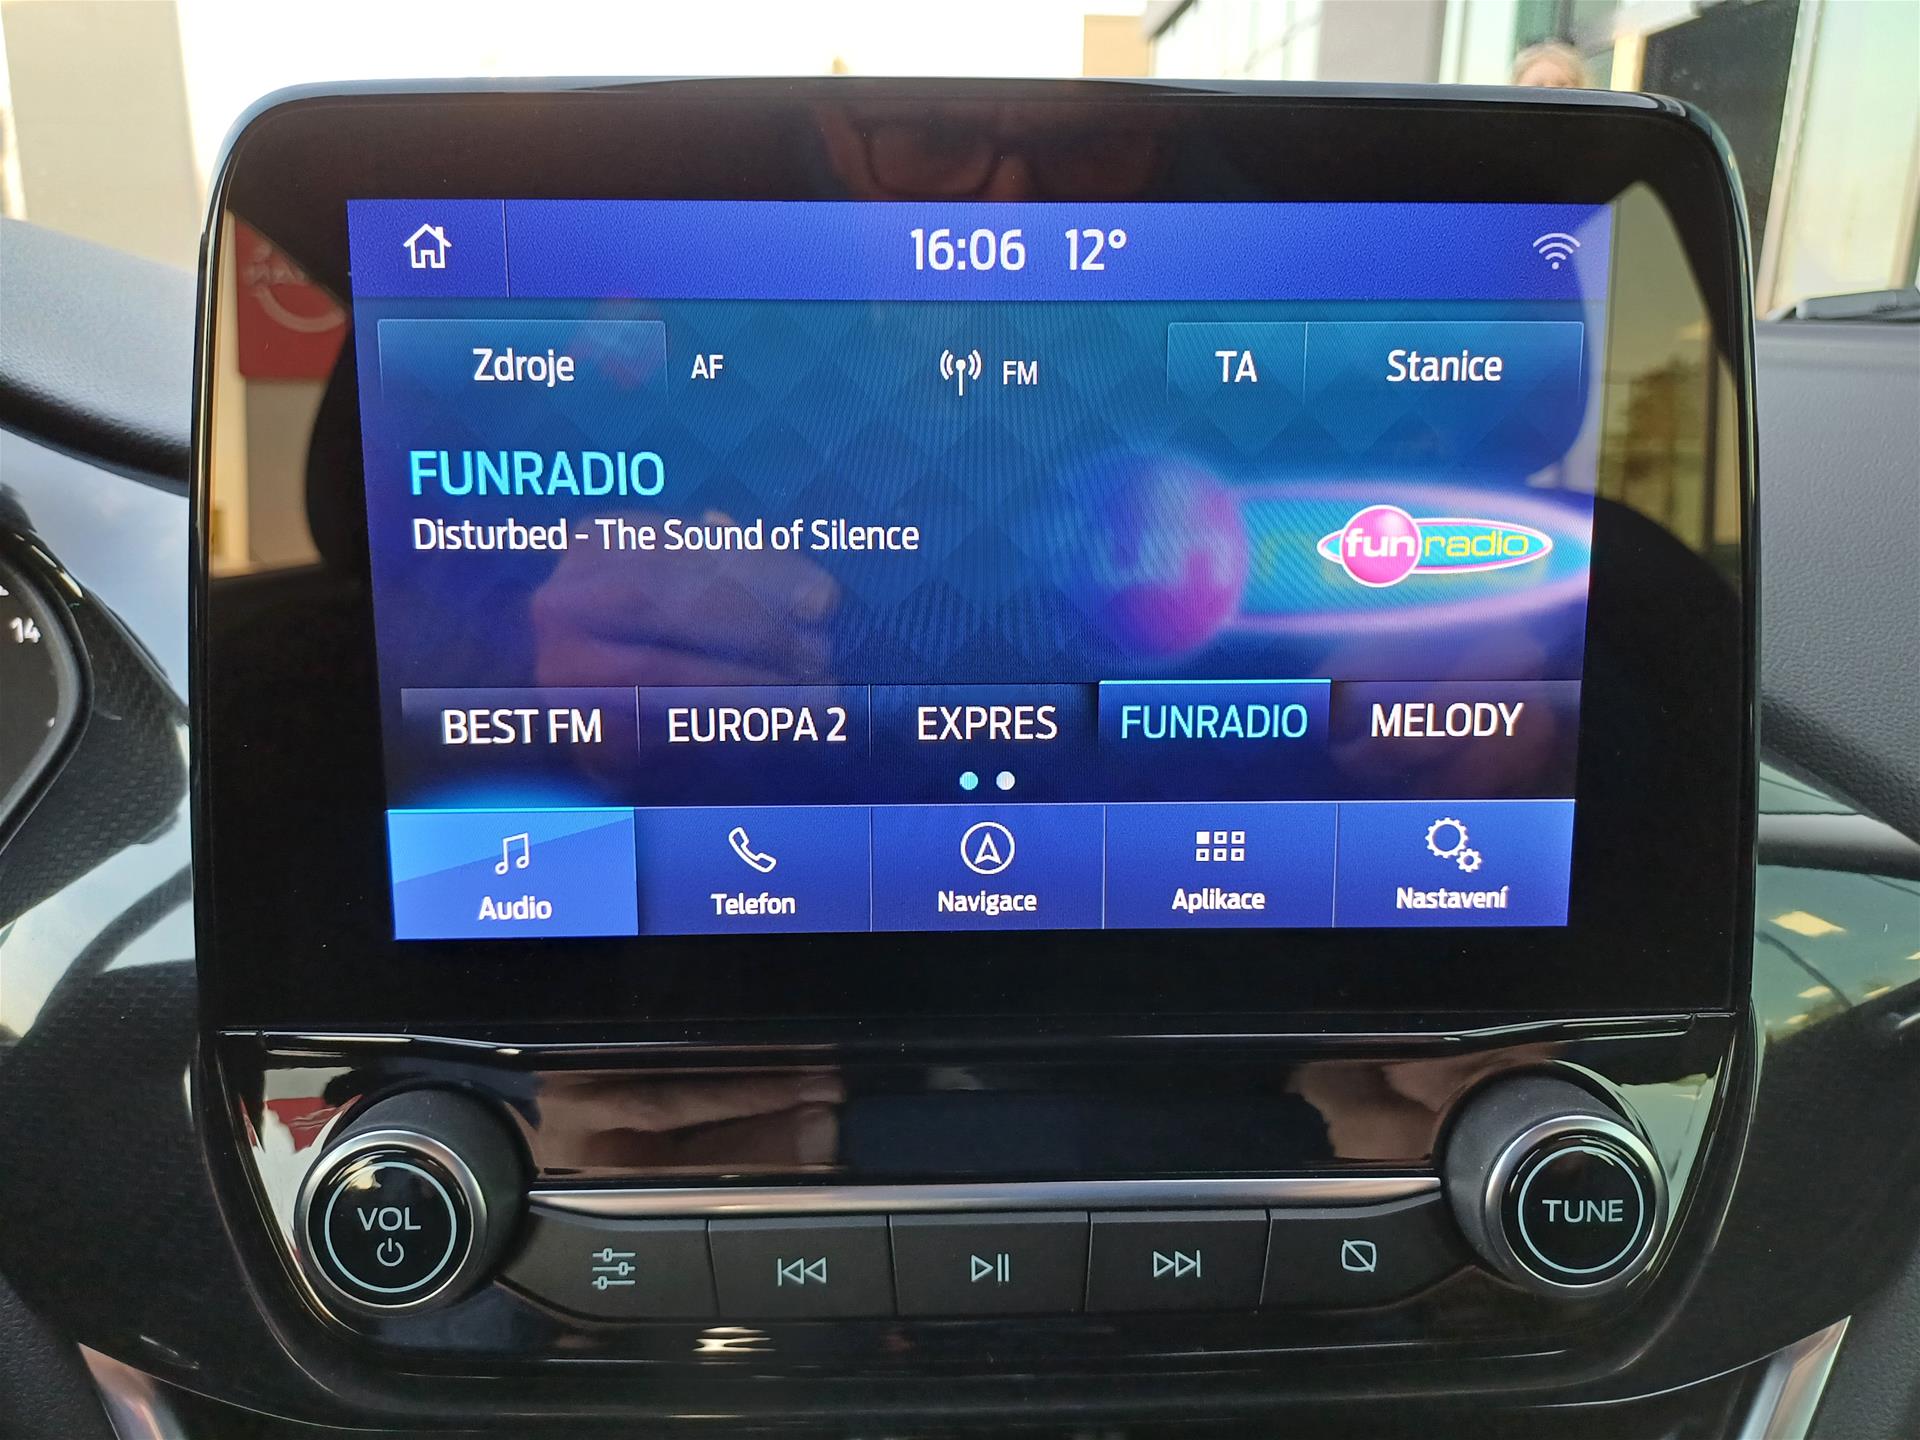 16:06 12°
Zdroje AF FM TA Stanice
FUNRADIO
Disturbed - The Sound of Silence
fun radio
BEST FM EUROPA 2 EXPRES FUNRADIO MELODY
Audio Telefon Navigace Aplikace Nastavení
VOL TUNE
14